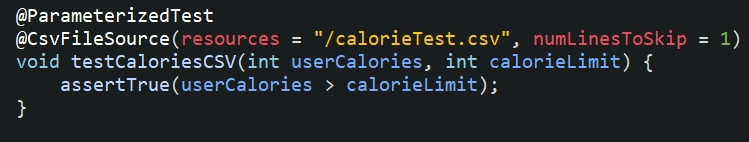 @ParameterizedTest
@CsvFileSource(resources = "/calorieTest.csv", numLinesToSkip = 1)
void testCaloriesCSV(int userCalories, int calorieLimit) {
    assertTrue(userCalories > calorieLimit);
}